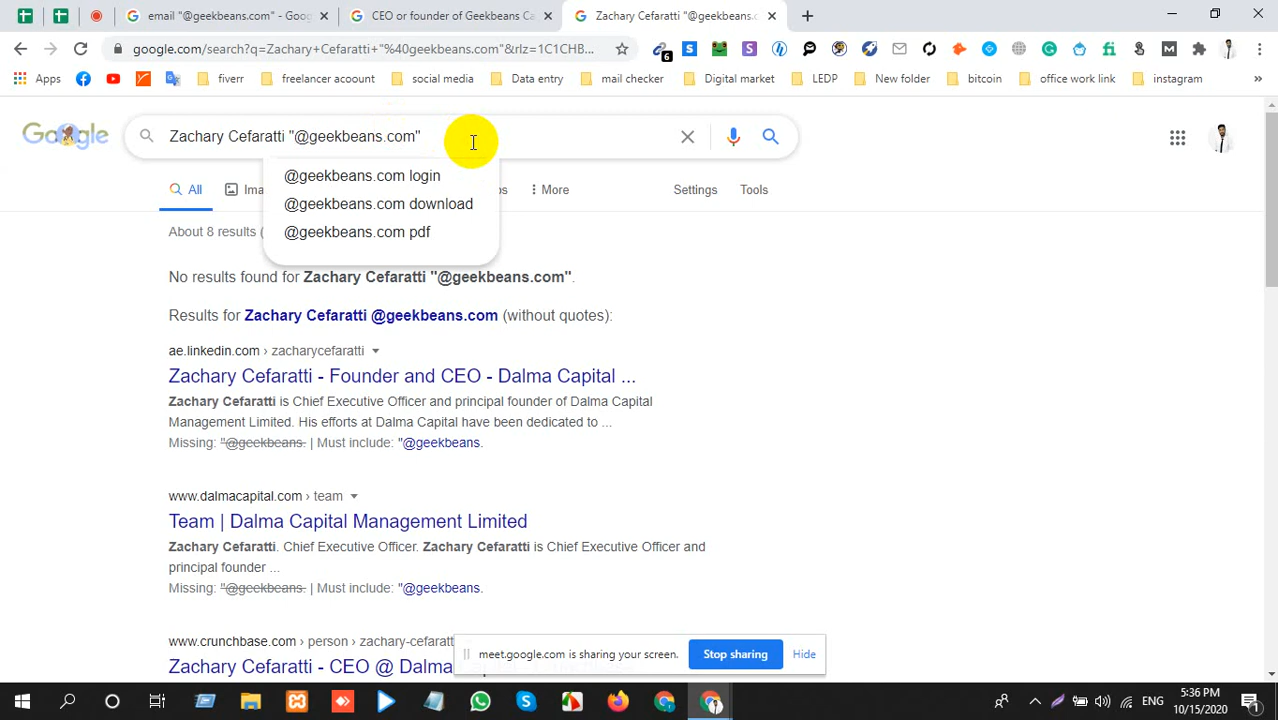 email "@geekbeans.com" - Goog
CEO or founder of Geekbeans Ca
Zachary Cefaratti "@geekbeans.c
google.com/search?q=Zachary+Cefaratti+"%40geekbeans.com"&rlz=1C1CHB...
6
Apps
fiverr
freelancer acoount
social media
Data entry
mail checker
Digital market
LEDP
New folder
bitcoin
office work link
instagram
Google
Zachary Cefaratti "@geekbeans.com"
@geekbeans.com login
@geekbeans.com download
@geekbeans.com pdf
All
Ima
More
Settings
Tools
About 8 results (
No results found for Zachary Cefaratti "@geekbeans.com".
Results for Zachary Cefaratti @geekbeans.com (without quotes):
ae.linkedin.com › zacharycefaratti
Zachary Cefaratti - Founder and CEO - Dalma Capital ...
Zachary Cefaratti is Chief Executive Officer and principal founder of Dalma Capital
Management Limited. His efforts at Dalma Capital have been dedicated to ...
Missing: "@geekbeans. | Must include: "@geekbeans.
www.dalmacapital.com › team
Team | Dalma Capital Management Limited
Zachary Cefaratti. Chief Executive Officer. Zachary Cefaratti is Chief Executive Officer and
principal founder ...
Missing: "@geekbeans. | Must include: "@geekbeans.
www.crunchbase.com › person › zachary-cefaratt
Zachary Cefaratti - CEO @ Dalma
meet.google.com is sharing your screen.
Stop sharing
Hide
ENG
5:36 PM
10/15/2020
1